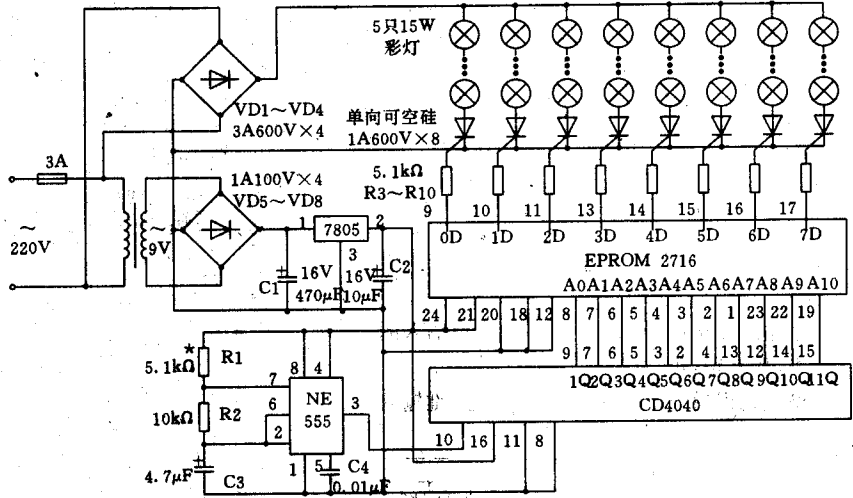 5只15W
彩灯
VD1～VD4
3A600V×4
单向可空硅
1A600V×8
3A
5.1kΩ
R3～R10
1A100V×4
VD5～VD8
～
220V
～
9V
1 7805 2
3
C1
16V
470μF
16V
10μF
C2
9 10 11 13 14 15 16 17
0D 1D 2D 3D 4D 5D 6D 7D
EPROM 2716
A0A1A2A3A4A5A6A7A8A9A10
24 21 20 18 12 8 7 6 5 4 3 2 1 23 22 19
9 7 6 5 3 2 4 13 12 14 15
1Q2Q3Q4Q5Q6Q7Q8Q9Q10Q11Q
CD4040
10 16 11 8
*
5.1kΩ
R1
10kΩ
R2
4.7μF
C3
8 4
7
6
2
NE
555
3
1 5
C4
0.01μF